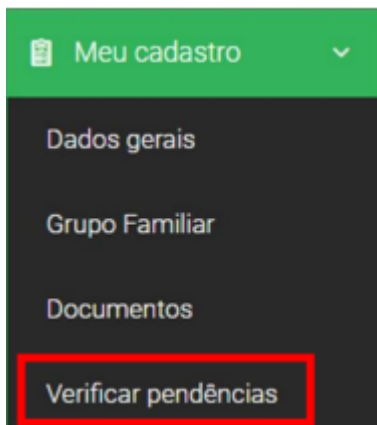 Meu cadastro
Dados gerais
Grupo Familiar
Documentos
Verificar pendências